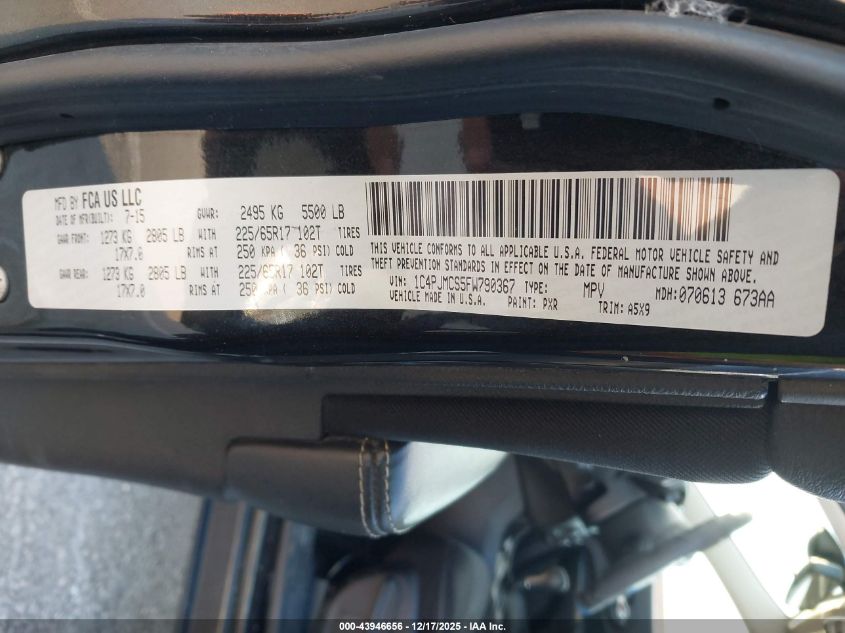 MFD BY FCA US LLC
DATE OF MFR(BUILT): 7-15 GVWR: 2495 KG 5500 LB
GAWR FRONT: 1273 KG 2805 LB WITH 225/65R17 102T TIRES
17X7.0 RIMS AT 250 KPA ( 36 PSI) COLD
GAWR REAR: 1273 KG 2805 LB WITH 225/65R17 102T TIRES
17X7.0 RIMS AT 250 KPA ( 36 PSI) COLD
THIS VEHICLE CONFORMS TO ALL APPLICABLE U.S.A. FEDERAL MOTOR VEHICLE SAFETY AND
THEFT PREVENTION STANDARDS IN EFFECT ON THE DATE OF MANUFACTURE SHOWN ABOVE.
VIN: 1C4PJMCS5FW790367 TYPE: MPV MDH:070613 673AA
VEHICLE MADE IN U.S.A. PAINT: PXR TRIM: A5X9
000-43946656 - 12/17/2025 - IAA Inc.